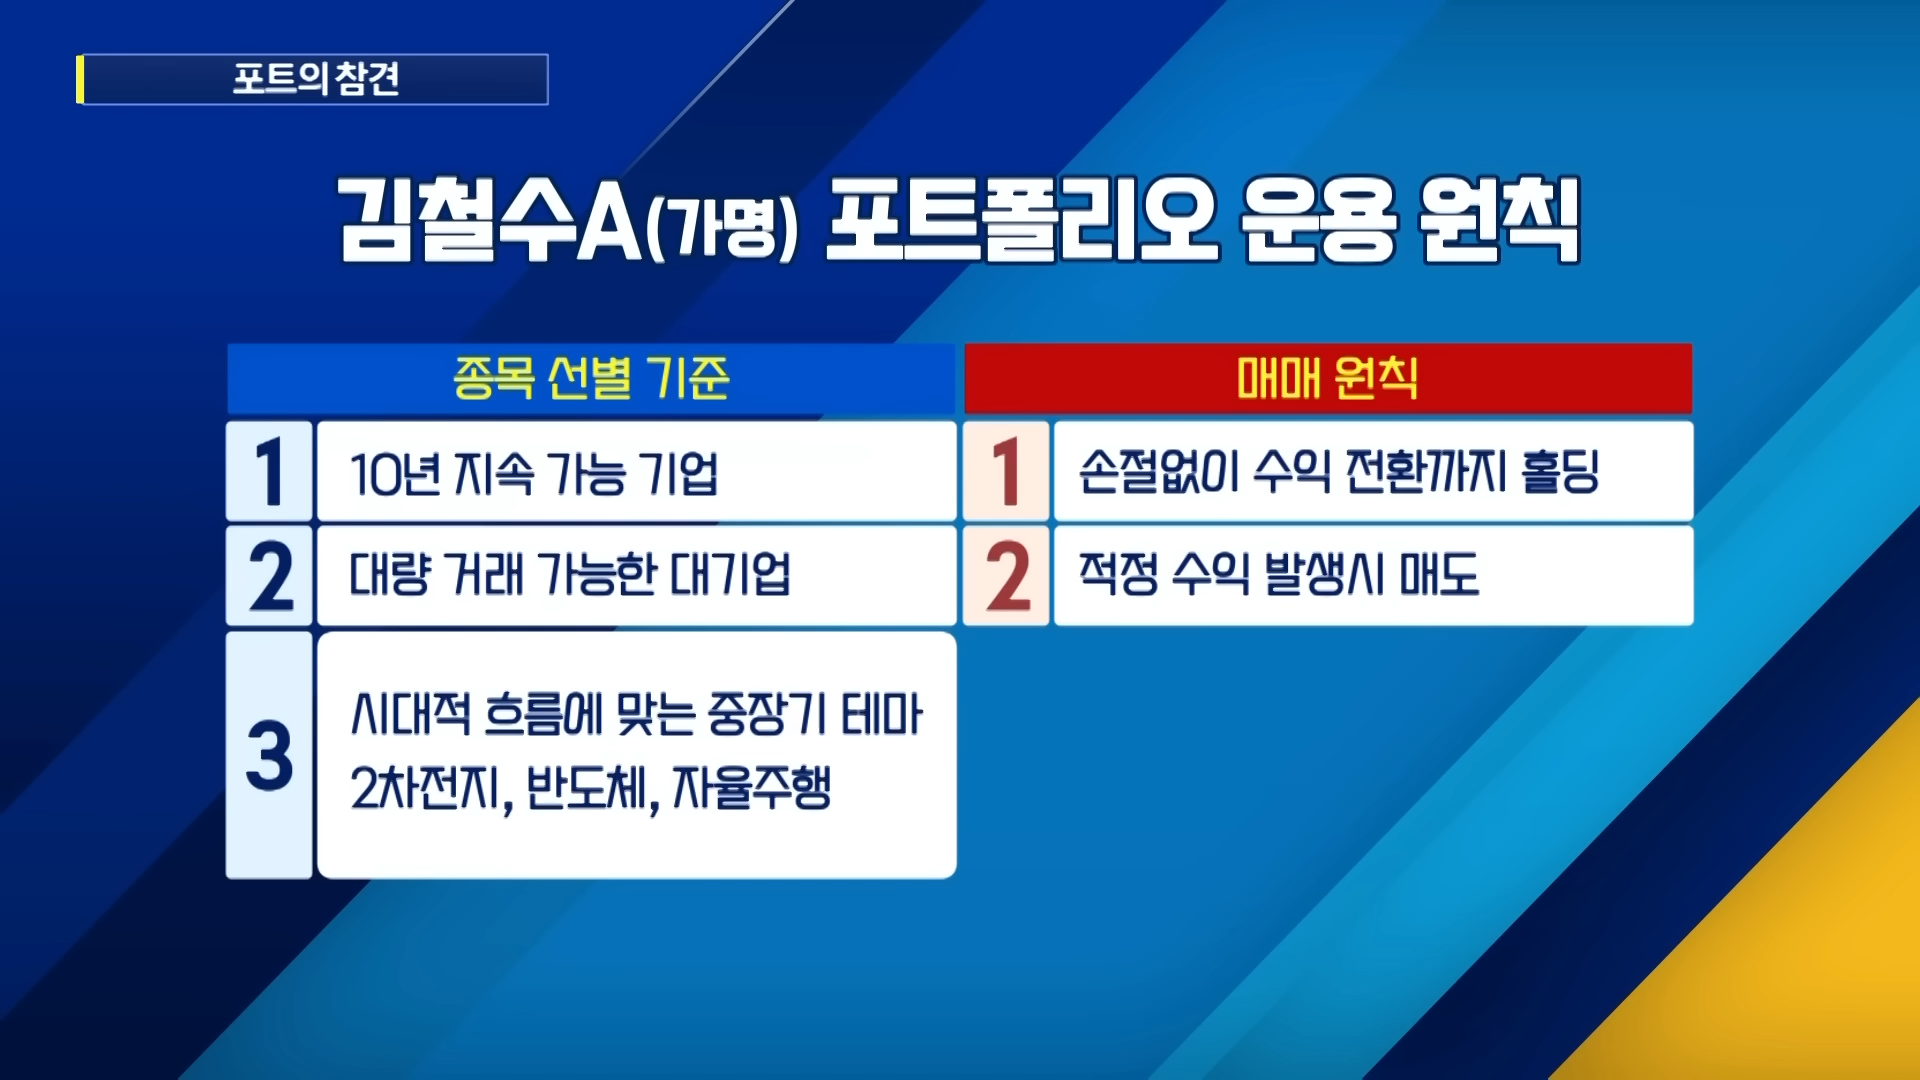 포트의 참견
김철수A(가명) 포트폴리오 운용 원칙
종목 선별 기준
1 10년 지속 가능 기업
2 대량 거래 가능한 대기업
3 시대적 흐름에 맞는 중장기 테마
2차전지, 반도체, 자율주행
매매 원칙
1 손절없이 수익 전환까지 홀딩
2 적정 수익 발생시 매도